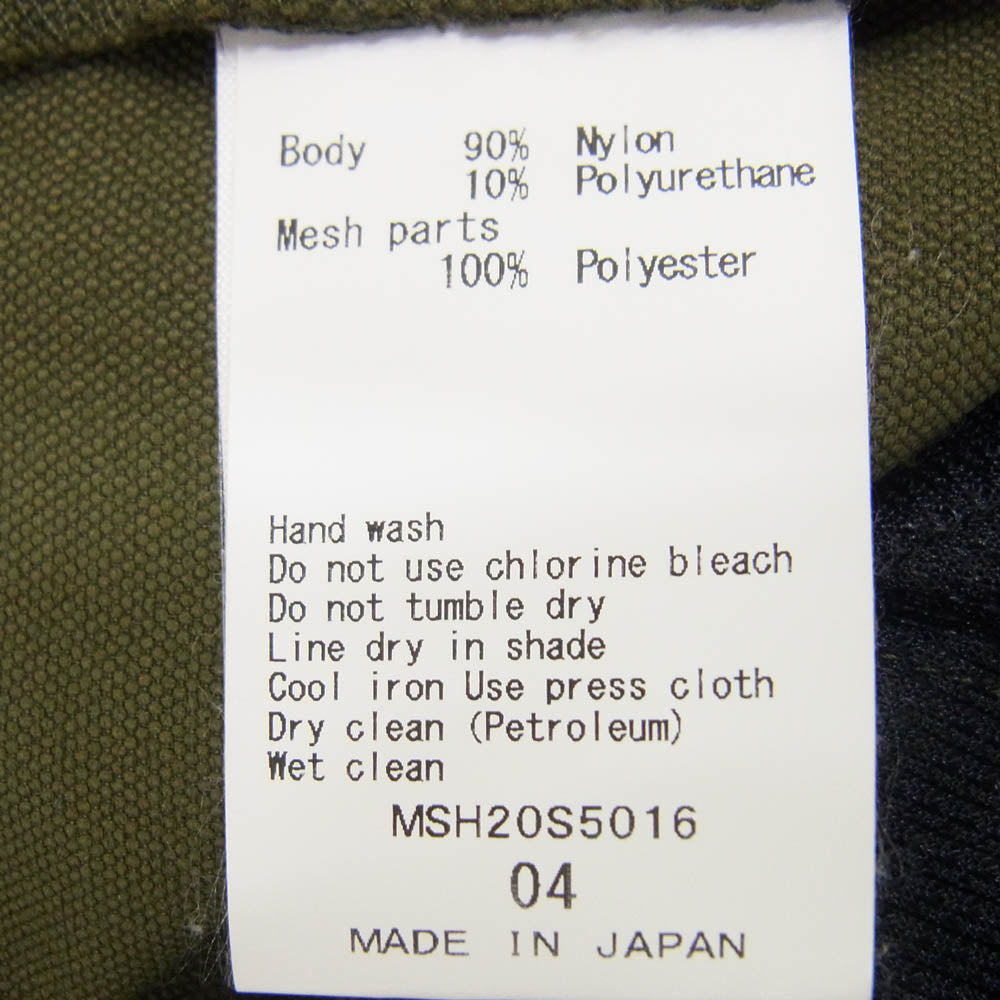 Body 90% Nylon
10% Polyurethane
Mesh parts
100% Polyester
Hand wash
Do not use chlorine bleach
Do not tumble dry
Line dry in shade
Cool iron Use press cloth
Dry clean (Petroleum)
Wet clean
MSH20S5016
04
MADE IN JAPAN